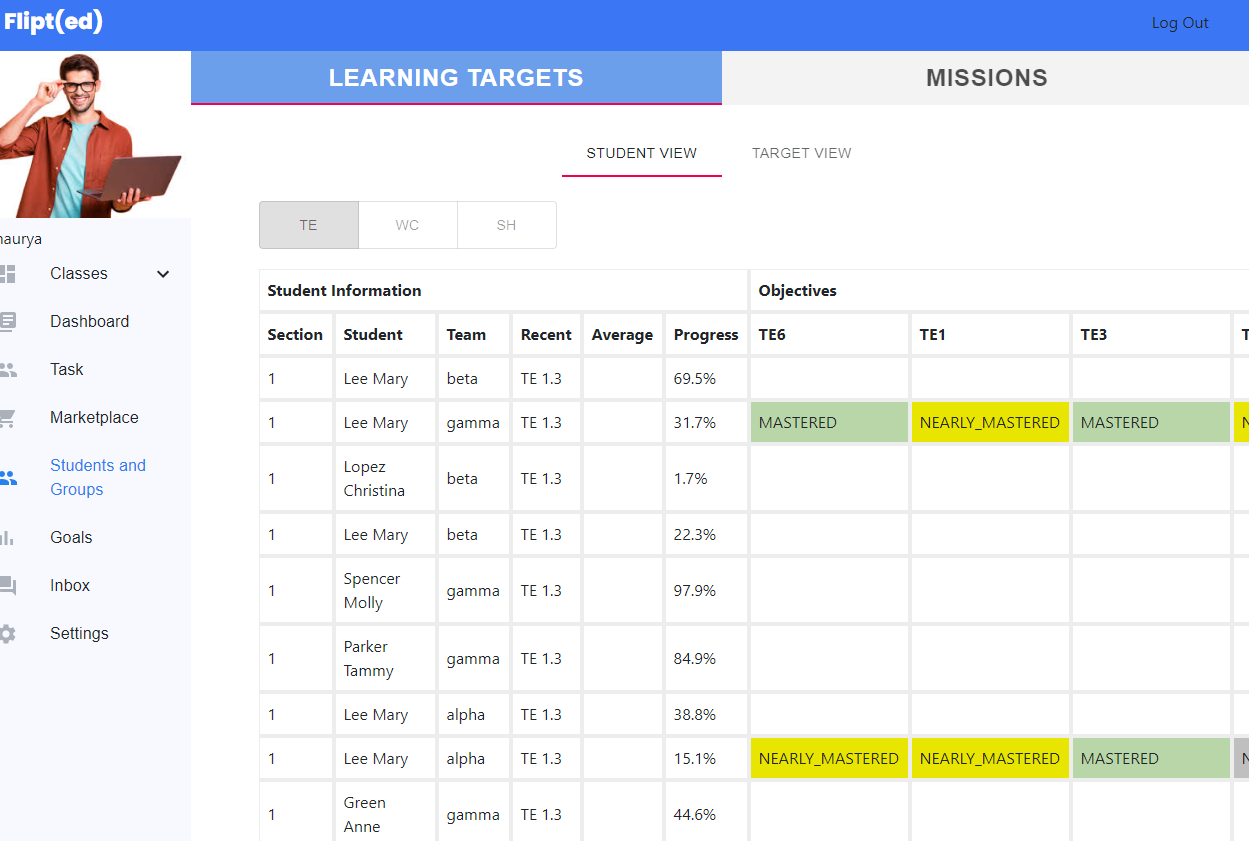 Flipt(ed)
Log Out
LEARNING TARGETS
MISSIONS
STUDENT VIEW
TARGET VIEW
TE
WC
SH
haurya
Classes
Dashboard
Task
Marketplace
Students and
Groups
Goals
Inbox
Settings
Student Information Objectives
Section Student Team Recent Average Progress TE6 TE1 TE3 T
1 Lee Mary beta TE 1.3 69.5%
1 Lee Mary gamma TE 1.3 31.7% MASTERED NEARLY_MASTERED MASTERED N
1 Lopez beta TE 1.3 1.7%
Christina
1 Lee Mary beta TE 1.3 22.3%
1 Spencer gamma TE 1.3 97.9%
Molly
1 Parker gamma TE 1.3 84.9%
Tammy
1 Lee Mary alpha TE 1.3 38.8%
1 Lee Mary alpha TE 1.3 15.1% NEARLY_MASTERED NEARLY_MASTERED MASTERED N
1 Green gamma TE 1.3 44.6%
Anne